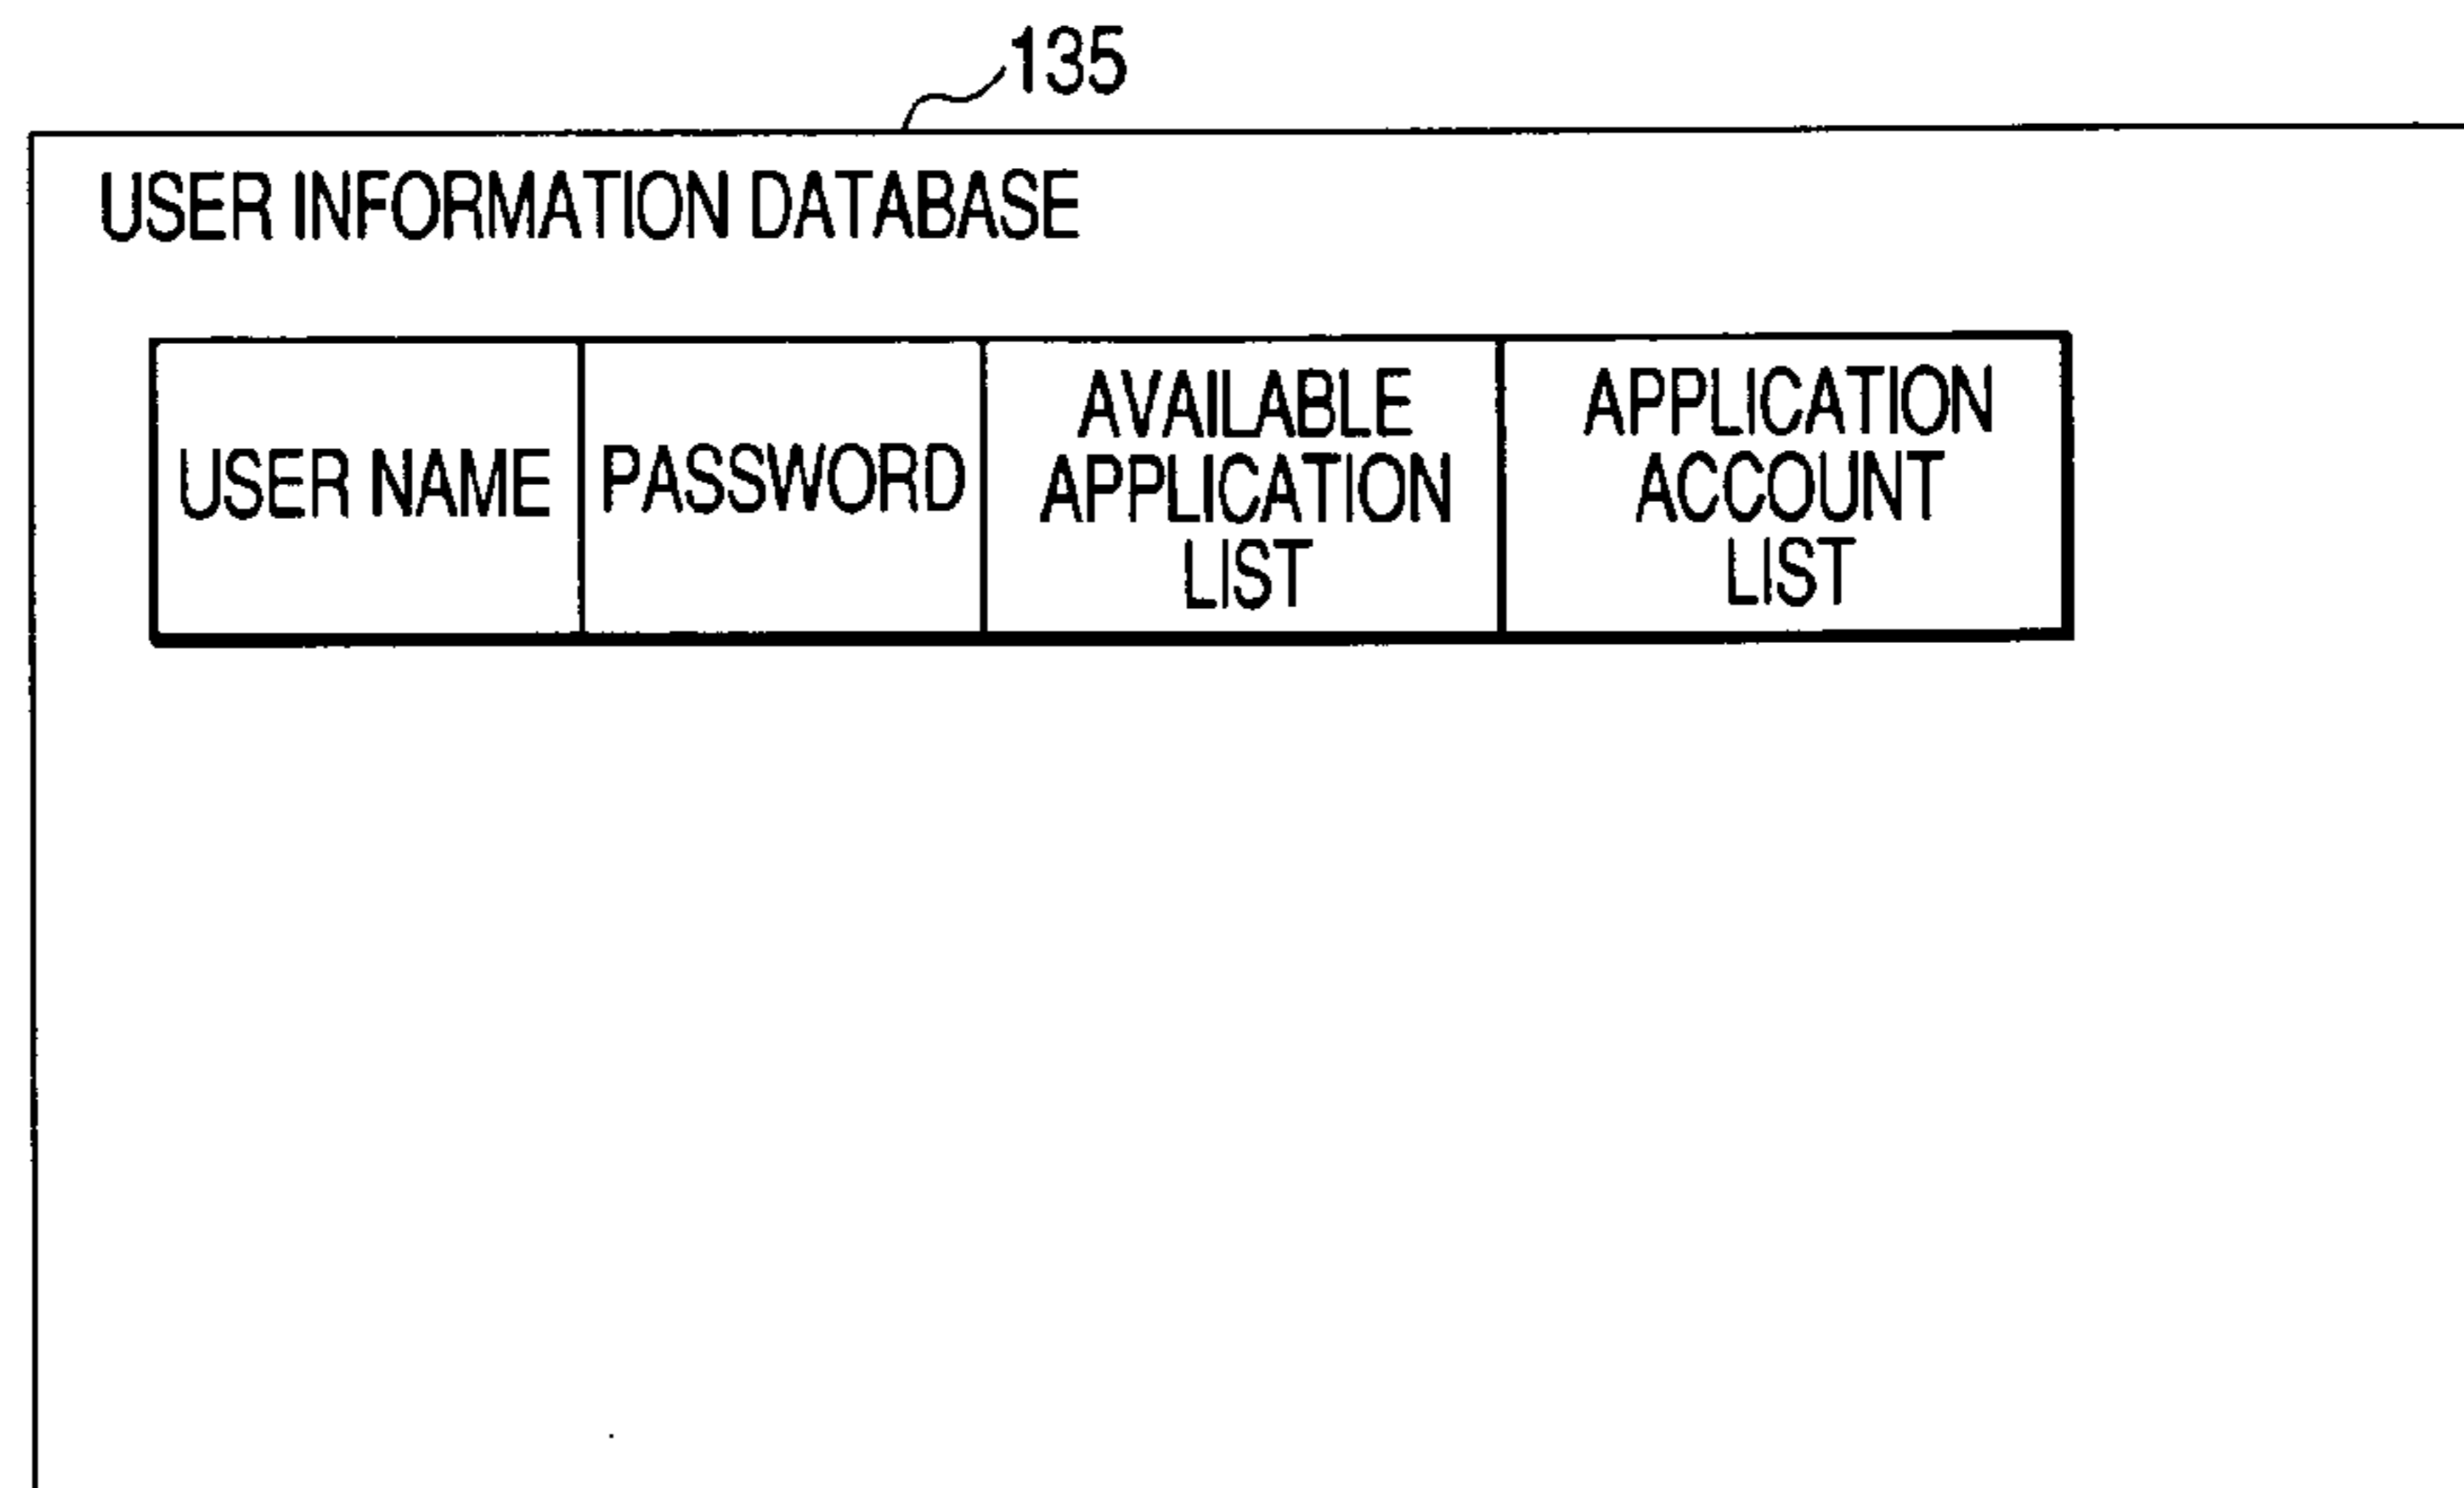 135
USER INFORMATION DATABASE
USER NAME
PASSWORD
AVAILABLE
APPLICATION
LIST
APPLICATION
ACCOUNT
LIST